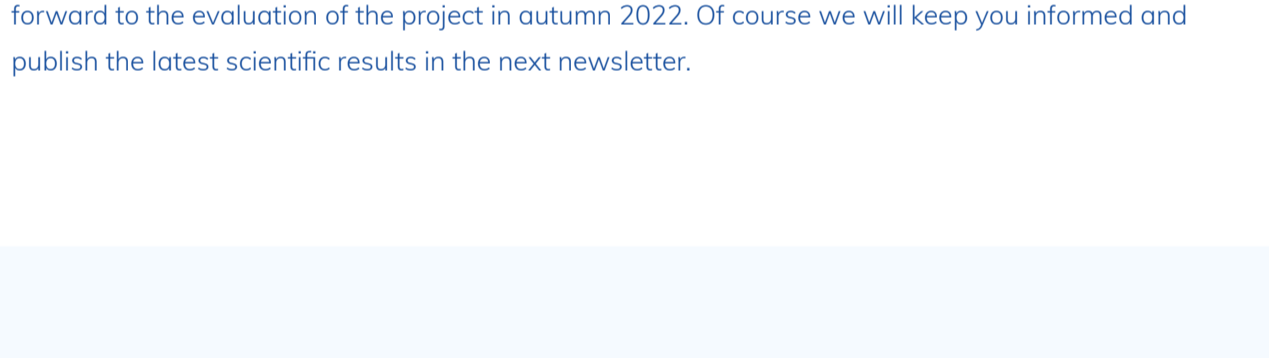 forward to the evaluation of the project in autumn 2022. Of course we will keep you informed and
publish the latest scientific results in the next newsletter.